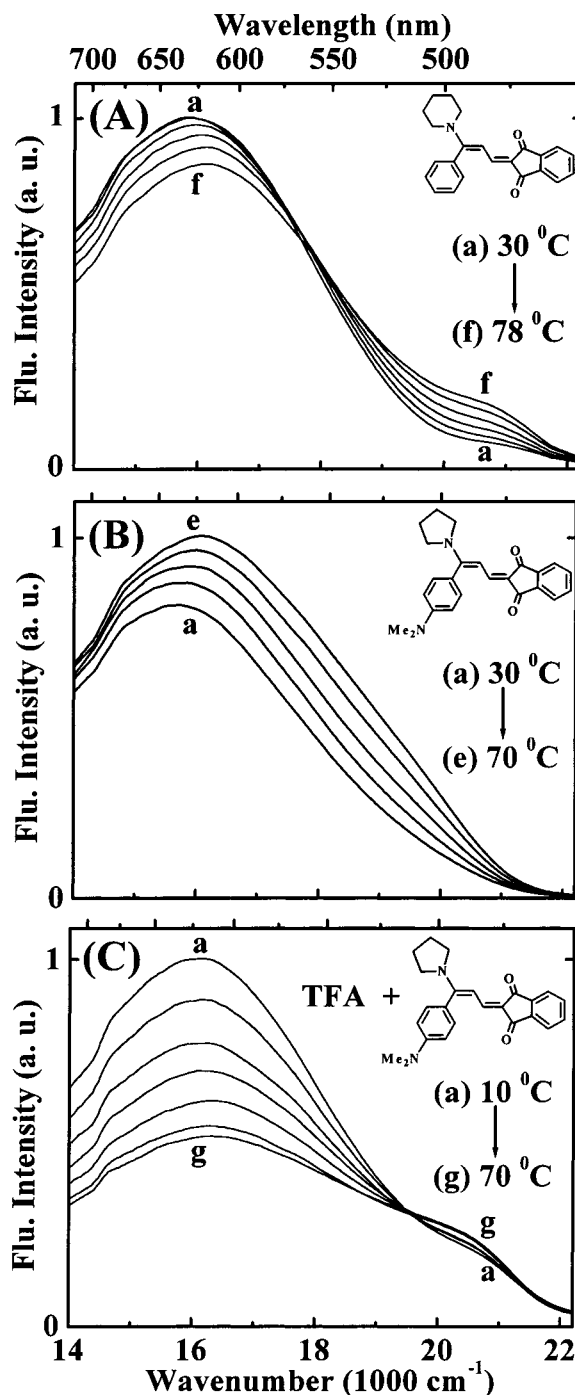 Wavelength (nm)
700 650 600 550 500
1
(A)
a
f
N
O
O
(a) 30 ⁰C
(f) 78 ⁰C
f
a
0
Flu. Intensity (a. u.)
1
(B)
e
a
N
O
O
Me₂N
(a) 30 ⁰C
(e) 70 ⁰C
0
Flu. Intensity (a. u.)
1
(C)
a
g
TFA +
N
O
O
Me₂N
(a) 10 ⁰C
(g) 70 ⁰C
g
a
0
Flu. Intensity (a. u.)
14 16 18 20 22
Wavenumber (1000 cm⁻¹)